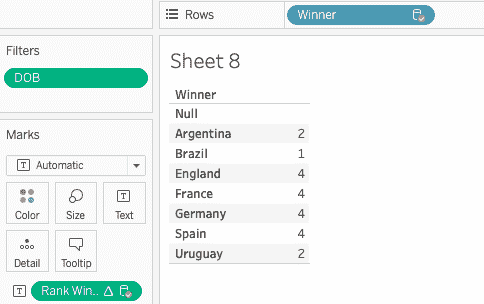 Rows
Winner
Filters
DOB
Sheet 8
Marks
Winner
Null
T Automatic
Argentina 2
Brazil 1
England 4
Color Size Text
France 4
Germany 4
Spain 4
Detail Tooltip
Uruguay 2
T Rank Win.. Δ